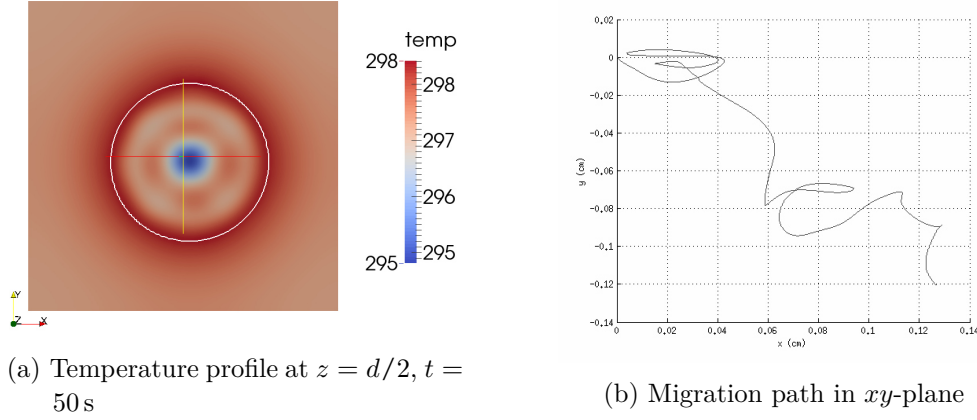 temp
298
298
297
296
295
295
Y
Z
X
(a) Temperature profile at z = d/2, t =
50 s
0.02
0
-0.02
-0.04
-0.06
-0.08
-0.1
-0.12
-0.14
y (cm)
0
0.02
0.04
0.06
0.08
0.1
0.12
0.14
x (cm)
(b) Migration path in xy-plane